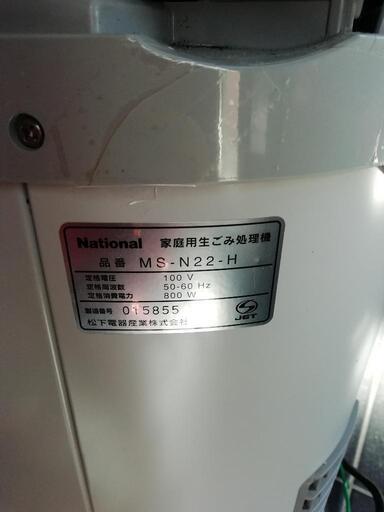 National 家庭用生ごみ処理機
品番 MS-N22-H
定格電圧 100 V
定格周波数 50-60 Hz
定格消費電力 800 W
製造番号 015855
松下電器産業株式会社
JET